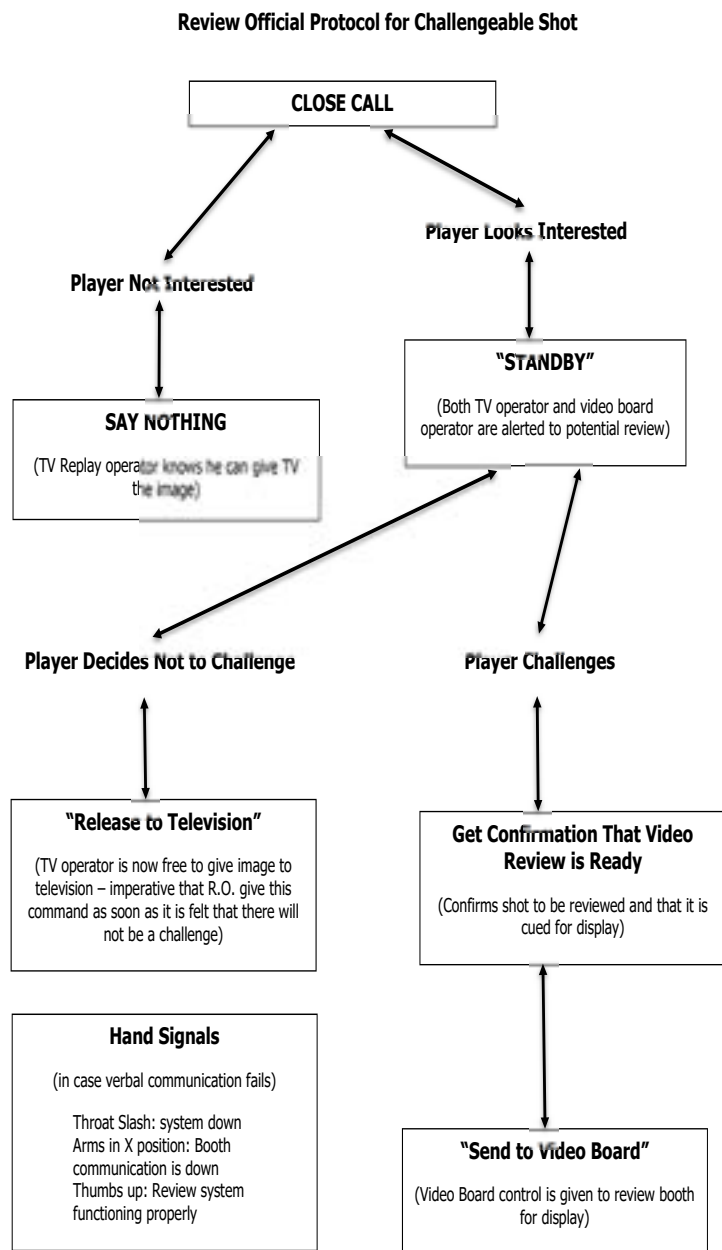 Review Official Protocol for Challengeable Shot
CLOSE CALL
Player Looks Interested
Player Not Interested
“STANDBY”
(Both TV operator and video board
operator are alerted to potential review)
SAY NOTHING
(TV Replay operator knows he can give TV
the image)
Player Decides Not to Challenge
Player Challenges
“Release to Television”
(TV operator is now free to give image to
television – imperative that R.O. give this
command as soon as it is felt that there will
not be a challenge)
Get Confirmation That Video
Review is Ready
(Confirms shot to be reviewed and that it is
cued for display)
Hand Signals
(in case verbal communication fails)
Throat Slash: system down
Arms in X position: Booth
communication is down
Thumbs up: Review system
functioning properly
“Send to Video Board”
(Video Board control is given to review booth
for display)